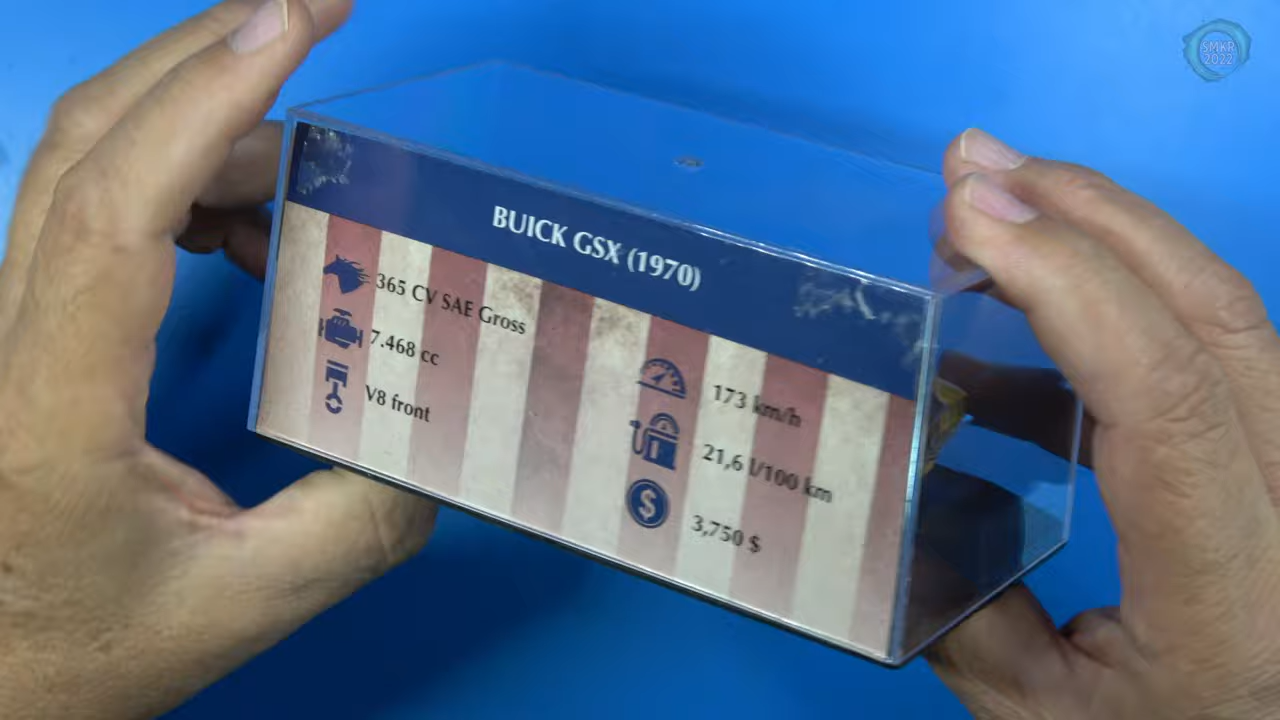 SMKR
2022
BUICK GSX (1970)
365 CV SAE Gross
7.468 cc
V8 front
173 km/h
21,6 l/100 km
$
3,750 $